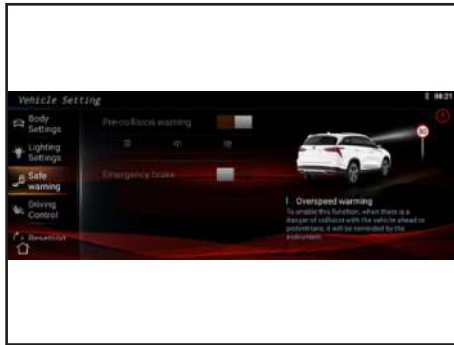 Vehicle Setting
08:21
Body
Settings
Pre-collision warning
Lighting
Settings
中
Safe
warning
Emergency brake
80
Driving
Control
Overspeed warming
To enable this function, when there is a
danger of collision with the vehicle ahead or
pedestrians, it will be reminded by the
instrument.